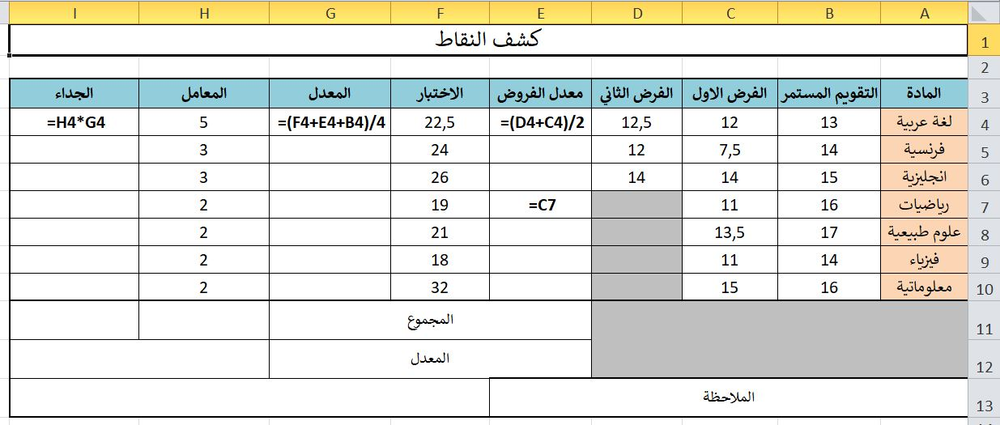 I H G F E D C B A
كشف النقاط 1
2
المادة التقويم المستمر الفرض الاول الفرض الثاني معدل الفروض الاختبار المعدل المعامل الجداء 3
لغة عربية 13 12 12,5 =(D4+C4)/2 22,5 =(F4+E4+B4)/4 5 =H4*G4 4
فرنسية 14 7,5 12 24 3 5
انجليزية 15 14 14 26 3 6
رياضيات 16 11 =C7 19 2 7
علوم طبيعية 17 13,5 21 2 8
فيزياء 14 11 18 2 9
معلوماتية 16 15 32 2 10
المجموع 11
المعدل 12
الملاحظة 13